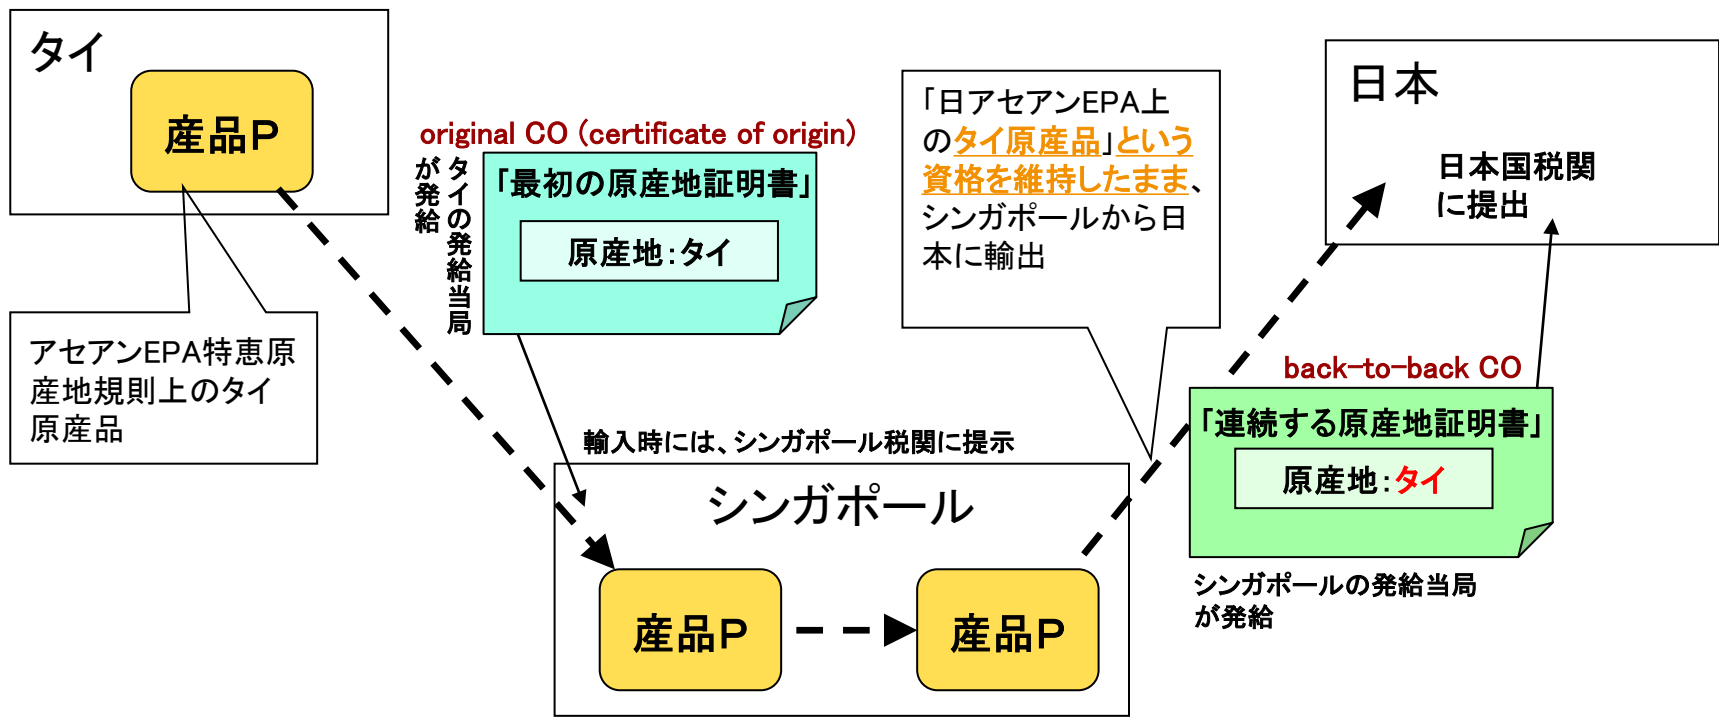 タイ
産品P
アセアンEPA特恵原
産地規則上のタイ
原産品
original CO (certificate of origin)
タイの発給当局
が発給
「最初の原産地証明書」
原産地：タイ
輸入時には、シンガポール税関に提示
シンガポール
産品P
産品P
「日アセアンEPA上
のタイ原産品」という
資格を維持したまま、
シンガポールから日
本に輸出
日本
日本国税関
に提出
back-to-back CO
「連続する原産地証明書」
原産地：タイ
シンガポールの発給当局
が発給